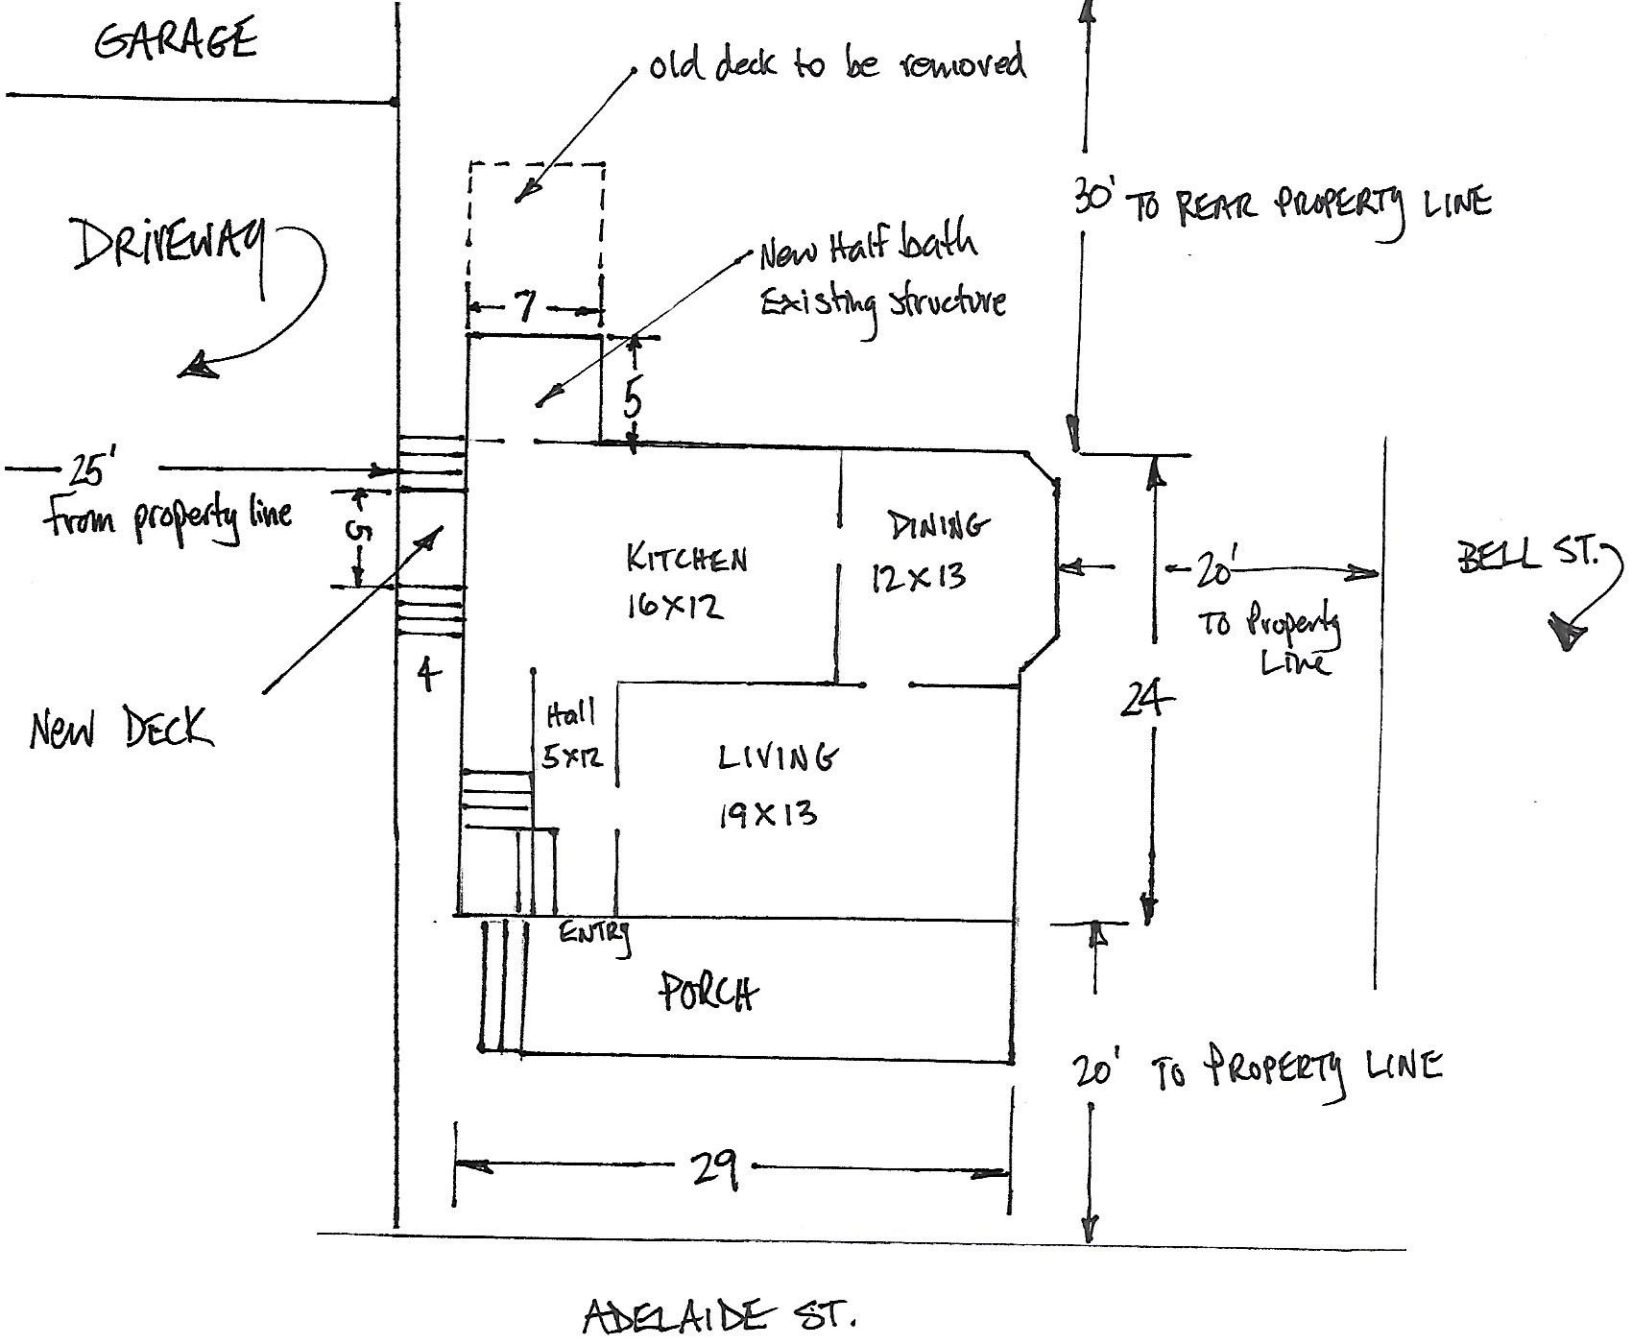 GARAGE
old deck to be removed
30' TO REAR PROPERTY LINE
DRIVEWAY
New Half bath
Existing structure
7
5
25'
From property line
5
KITCHEN
16X12
DINING
12X13
20'
TO Property
Line
BELL ST.
4
24
NEW DECK
Hall
5X12
LIVING
19X13
ENTRY
PORCH
20' TO PROPERTY LINE
29
ADELAIDE ST.